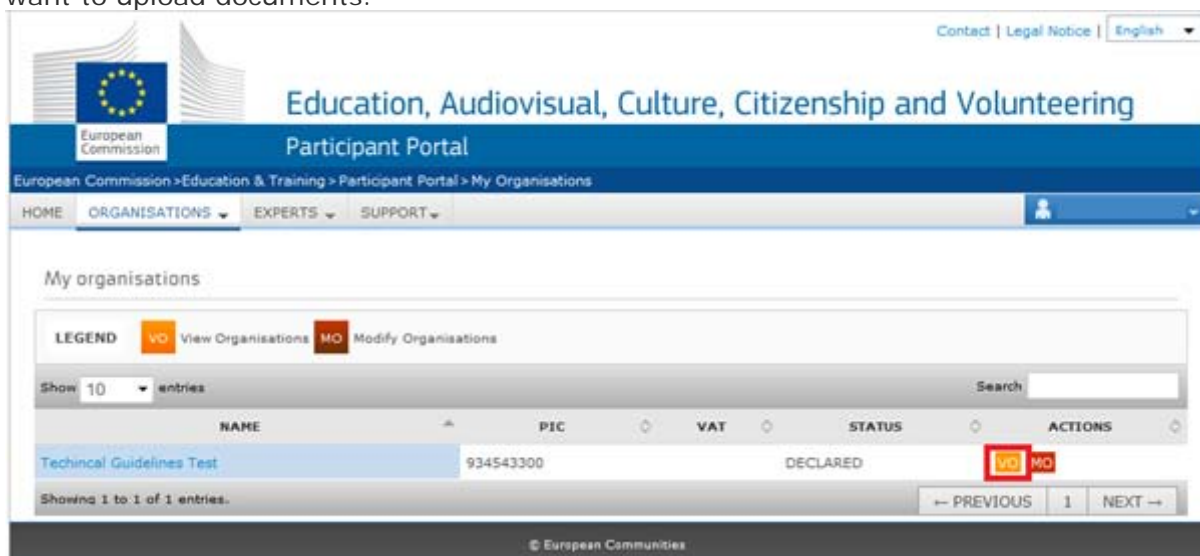 want to upload documents.
Contact | Legal Notice | English
Education, Audiovisual, Culture, Citizenship and Volunteering
European
Commission
Participant Portal
European Commission >Education & Training > Participant Portal > My Organisations
HOME ORGANISATIONS EXPERTS SUPPORT
My organisations
LEGEND VO View Organisations MO Modify Organisations
Show 10 entries Search
NAME PIC VAT STATUS ACTIONS
Techincal Guidelines Test 934543300 DECLARED VO MO
Showing 1 to 1 of 1 entries. ← PREVIOUS 1 NEXT →
© European Communities